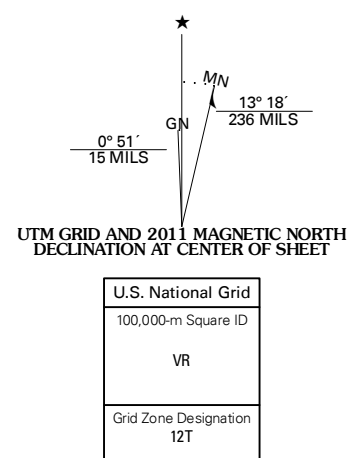 ★
MN
13° 18´
236 MILS
GN
0° 51´
15 MILS
UTM GRID AND 2011 MAGNETIC NORTH
DECLINATION AT CENTER OF SHEET
U.S. National Grid
100,000-m Square ID
VR
Grid Zone Designation
12T